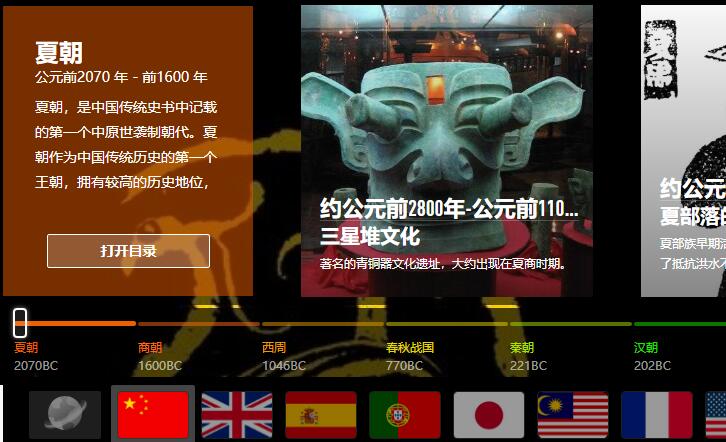 夏朝
公元前2070 年 - 前1600 年
夏朝，是中国传统史书中记载
的第一个中原世袭制朝代。夏
朝作为中国传统历史的第一个
王朝，拥有较高的历史地位，
打开目录
约公元前2800年-公元前110...
三星堆文化
著名的青铜器文化遗址，大约出现在夏商时期。
约公元
夏部落的
夏部族早期活
了抵抗洪水不
夏朝
2070BC
商朝
1600BC
西周
1046BC
春秋战国
770BC
秦朝
221BC
汉朝
202BC